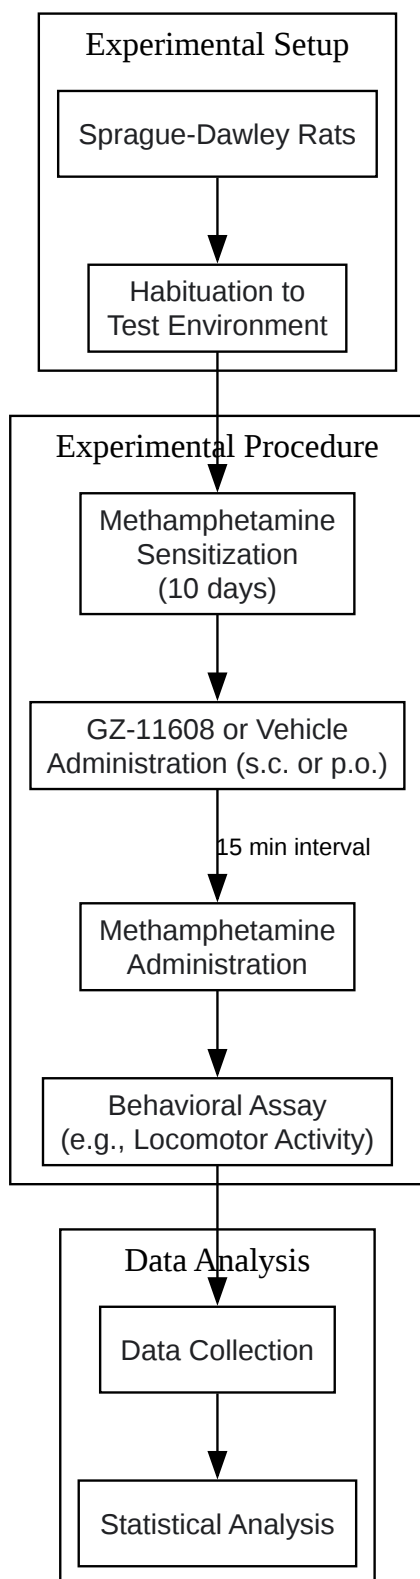 Experimental Setup
Sprague-Dawley Rats
Habituation to
Test Environment
Experimental Procedure
Methamphetamine
Sensitization
(10 days)
GZ-11608 or Vehicle
Administration (s.c. or p.o.)
15 min interval
Methamphetamine
Administration
Behavioral Assay
(e.g., Locomotor Activity)
Data Analysis
Data Collection
Statistical Analysis